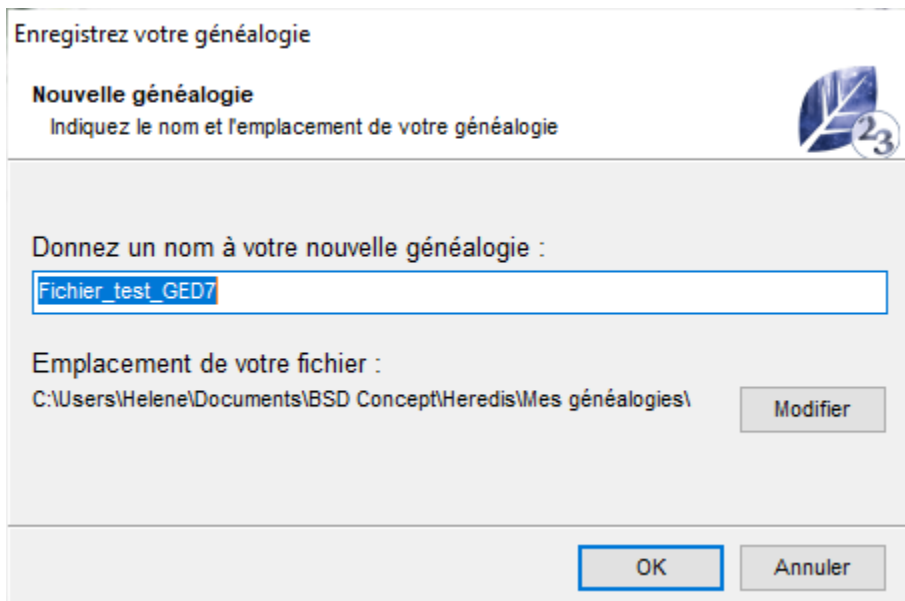 Enregistrez votre généalogie
Nouvelle généalogie
Indiquez le nom et l'emplacement de votre généalogie
23
Donnez un nom à votre nouvelle généalogie :
Fichier_test_GED7
Emplacement de votre fichier :
C:\Users\Helene\Documents\BSD Concept\Heredis\Mes généalogies\
Modifier
OK
Annuler